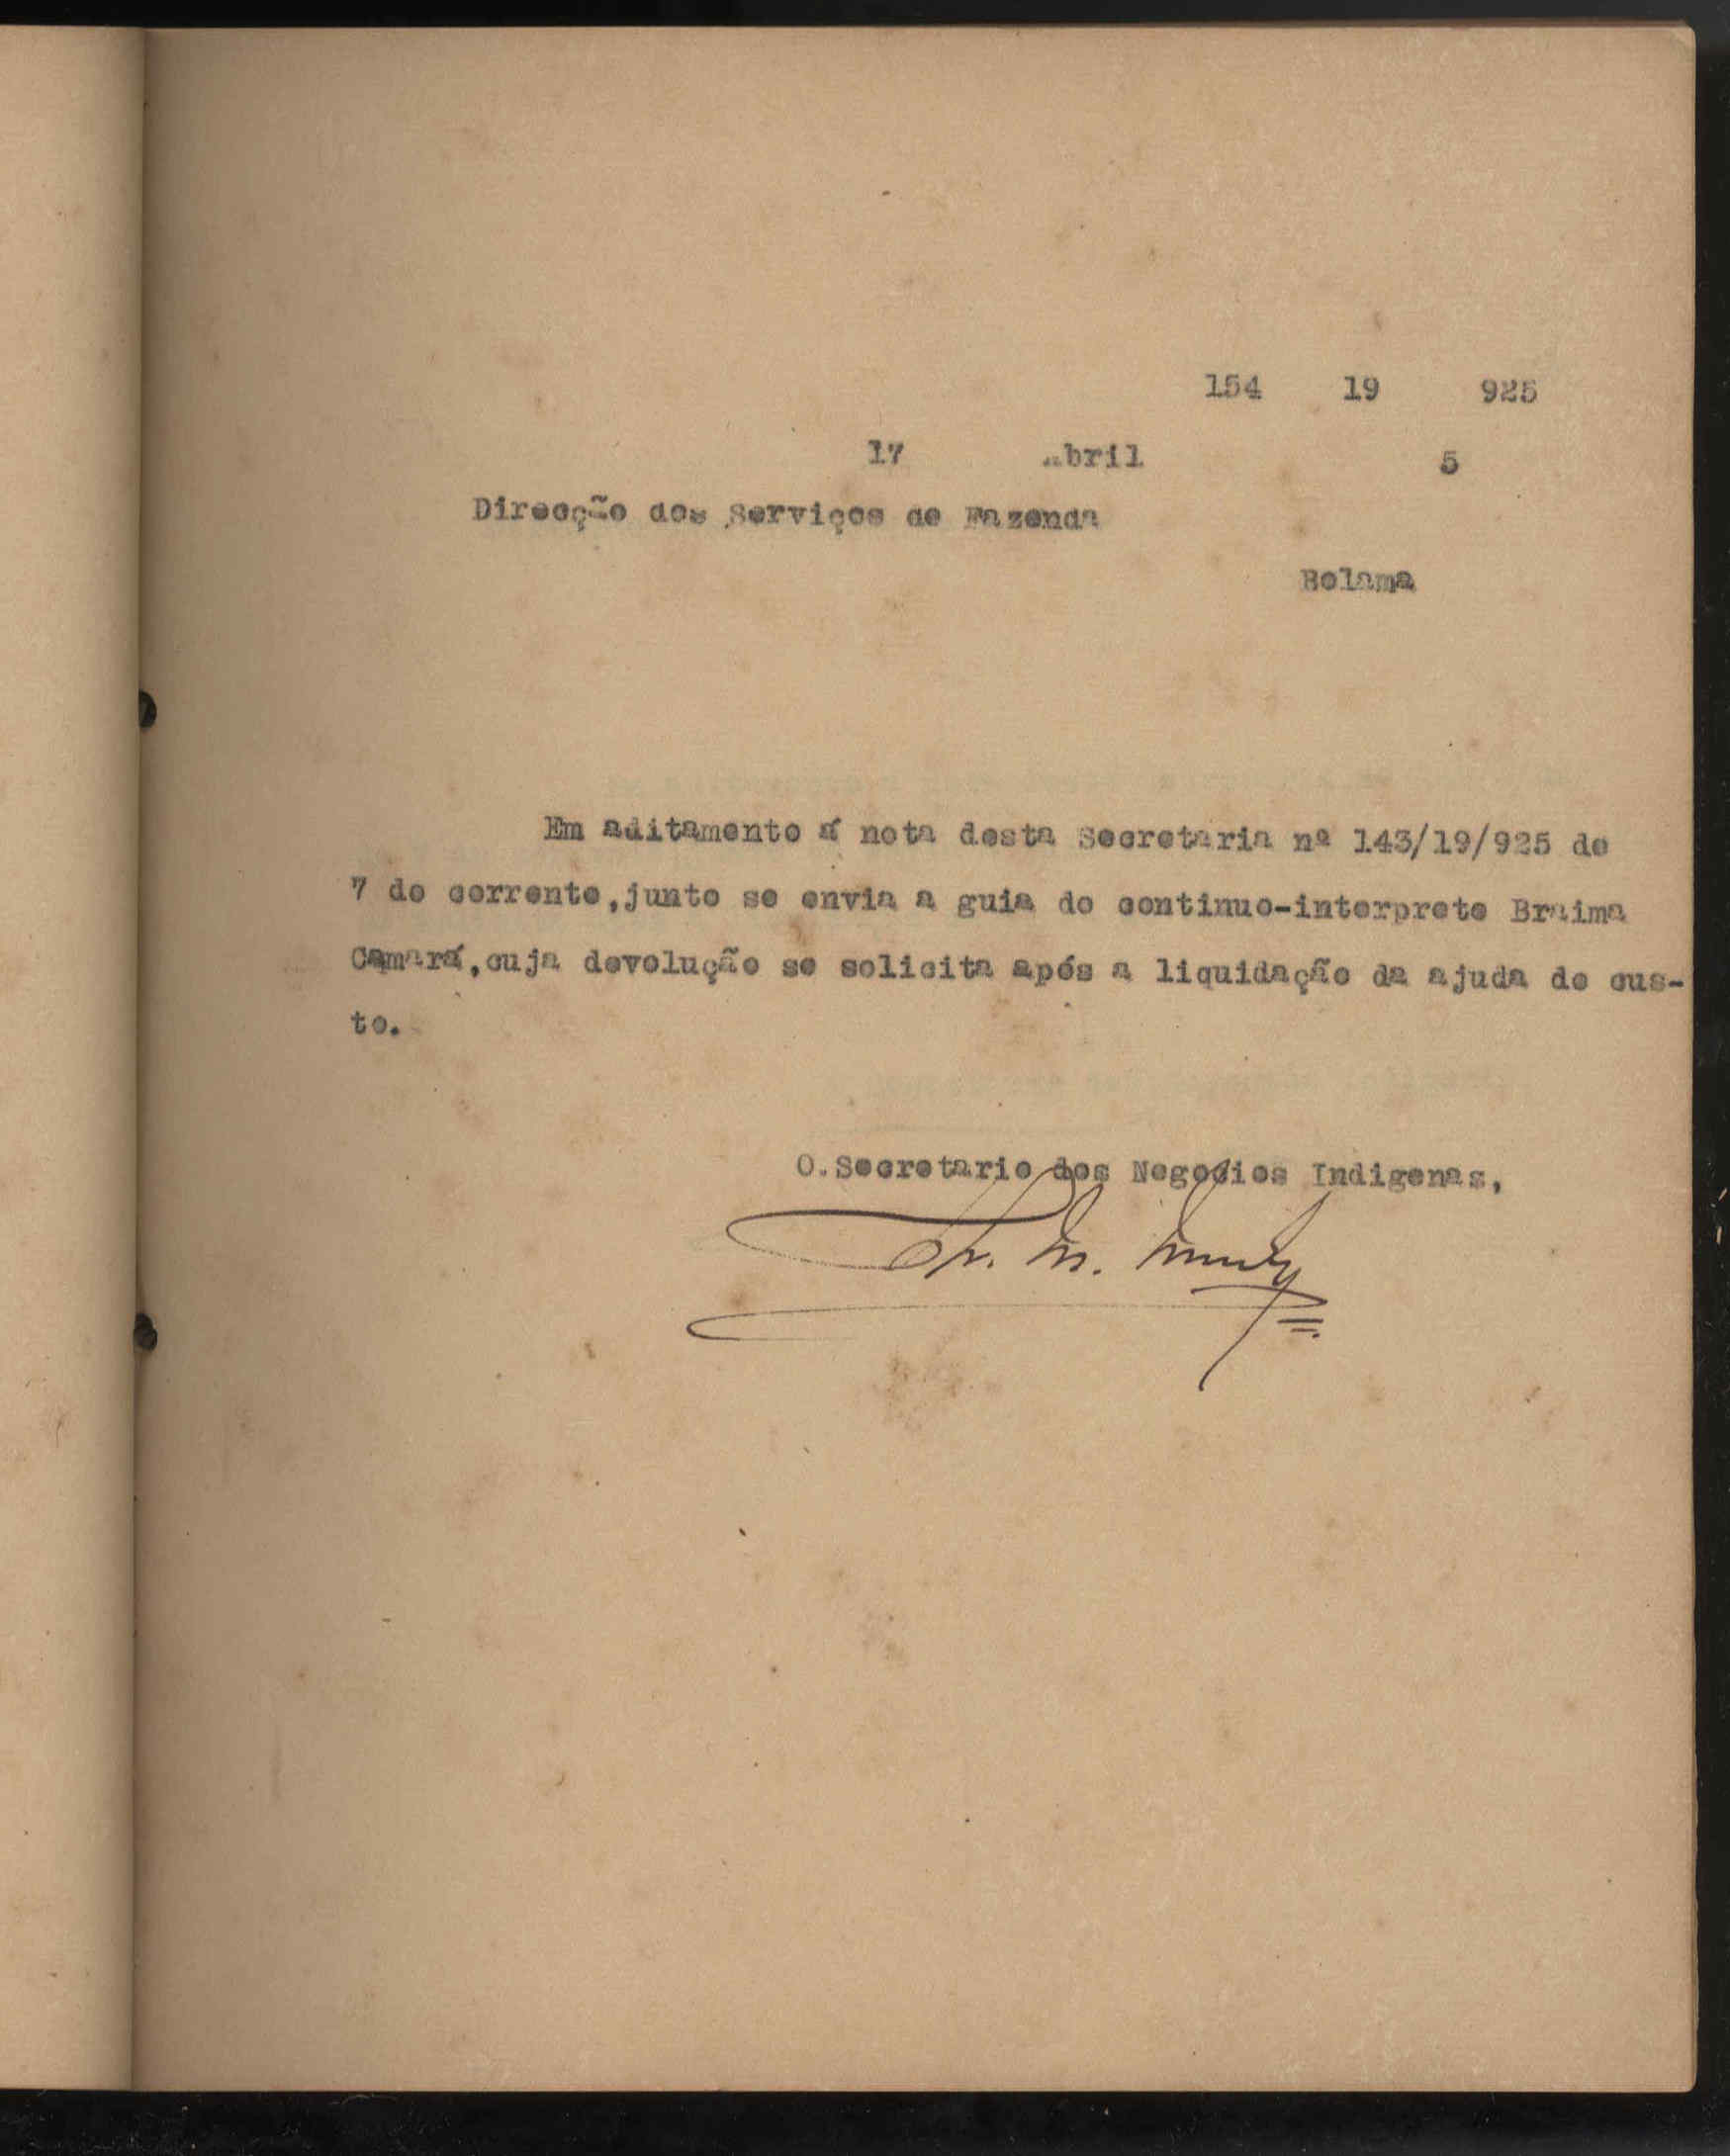 154 19 925
17 Abril 5
Direcção dos Serviços de Fazenda
Bolama
Em aditamento á nota desta Secretaria nº 143/19/925 de
7 do corrente,junto se envia a guia do continuo-interprete Braima
Camará,cuja devolução se solicita após a liquidação da ajuda de cus-
to.
O.Secretario dos Negocios Indigenas,